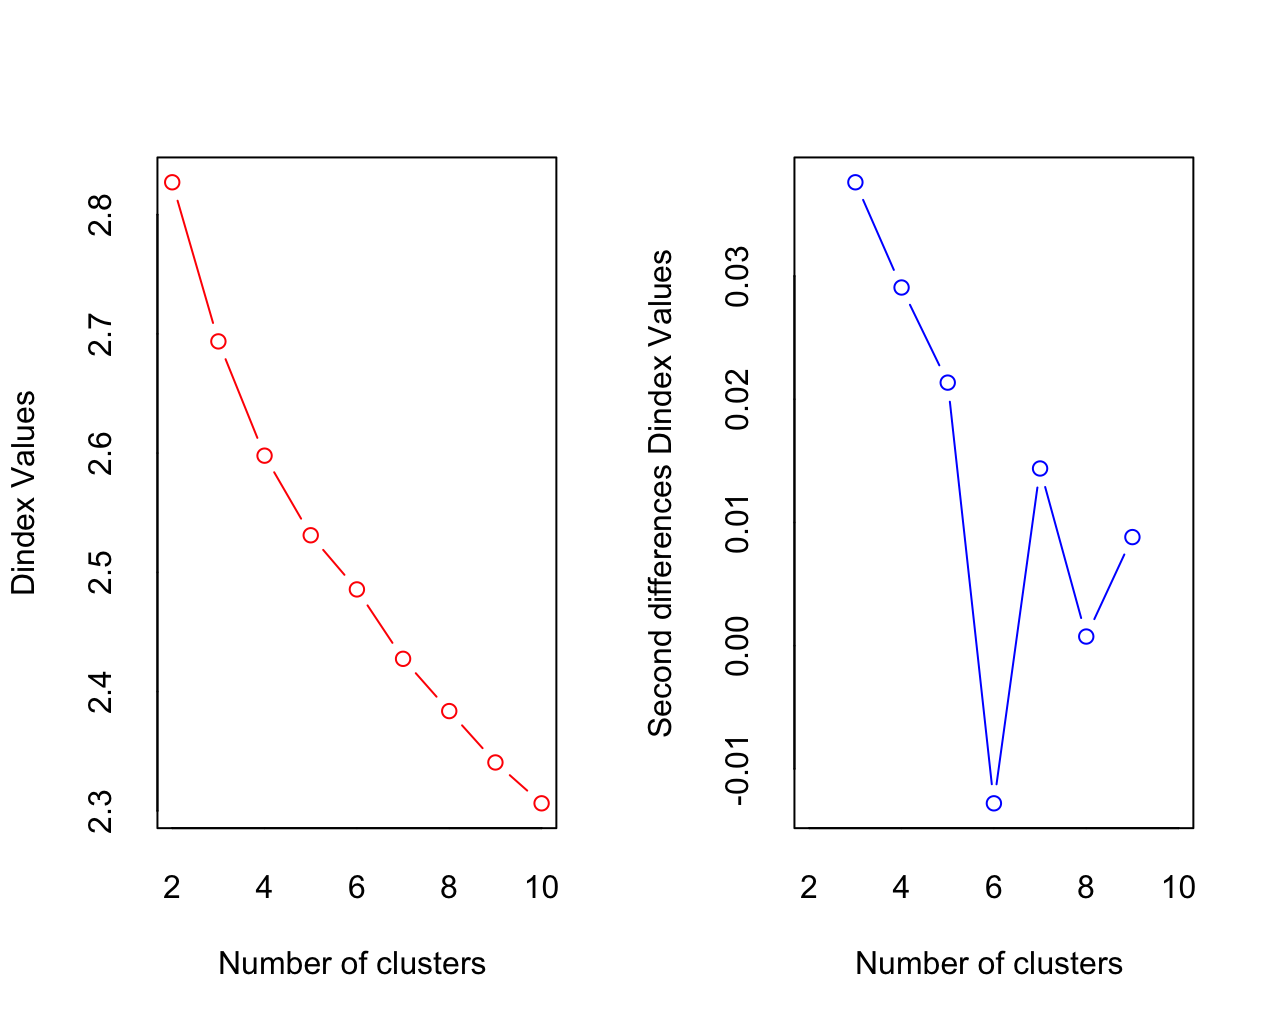 Dindex Values
2.8
2.7
2.6
2.5
2.4
2.3
2 4 6 8 10
Number of clusters
Second differences Dindex Values
0.03
0.02
0.01
0.00
-0.01
2 4 6 8 10
Number of clusters